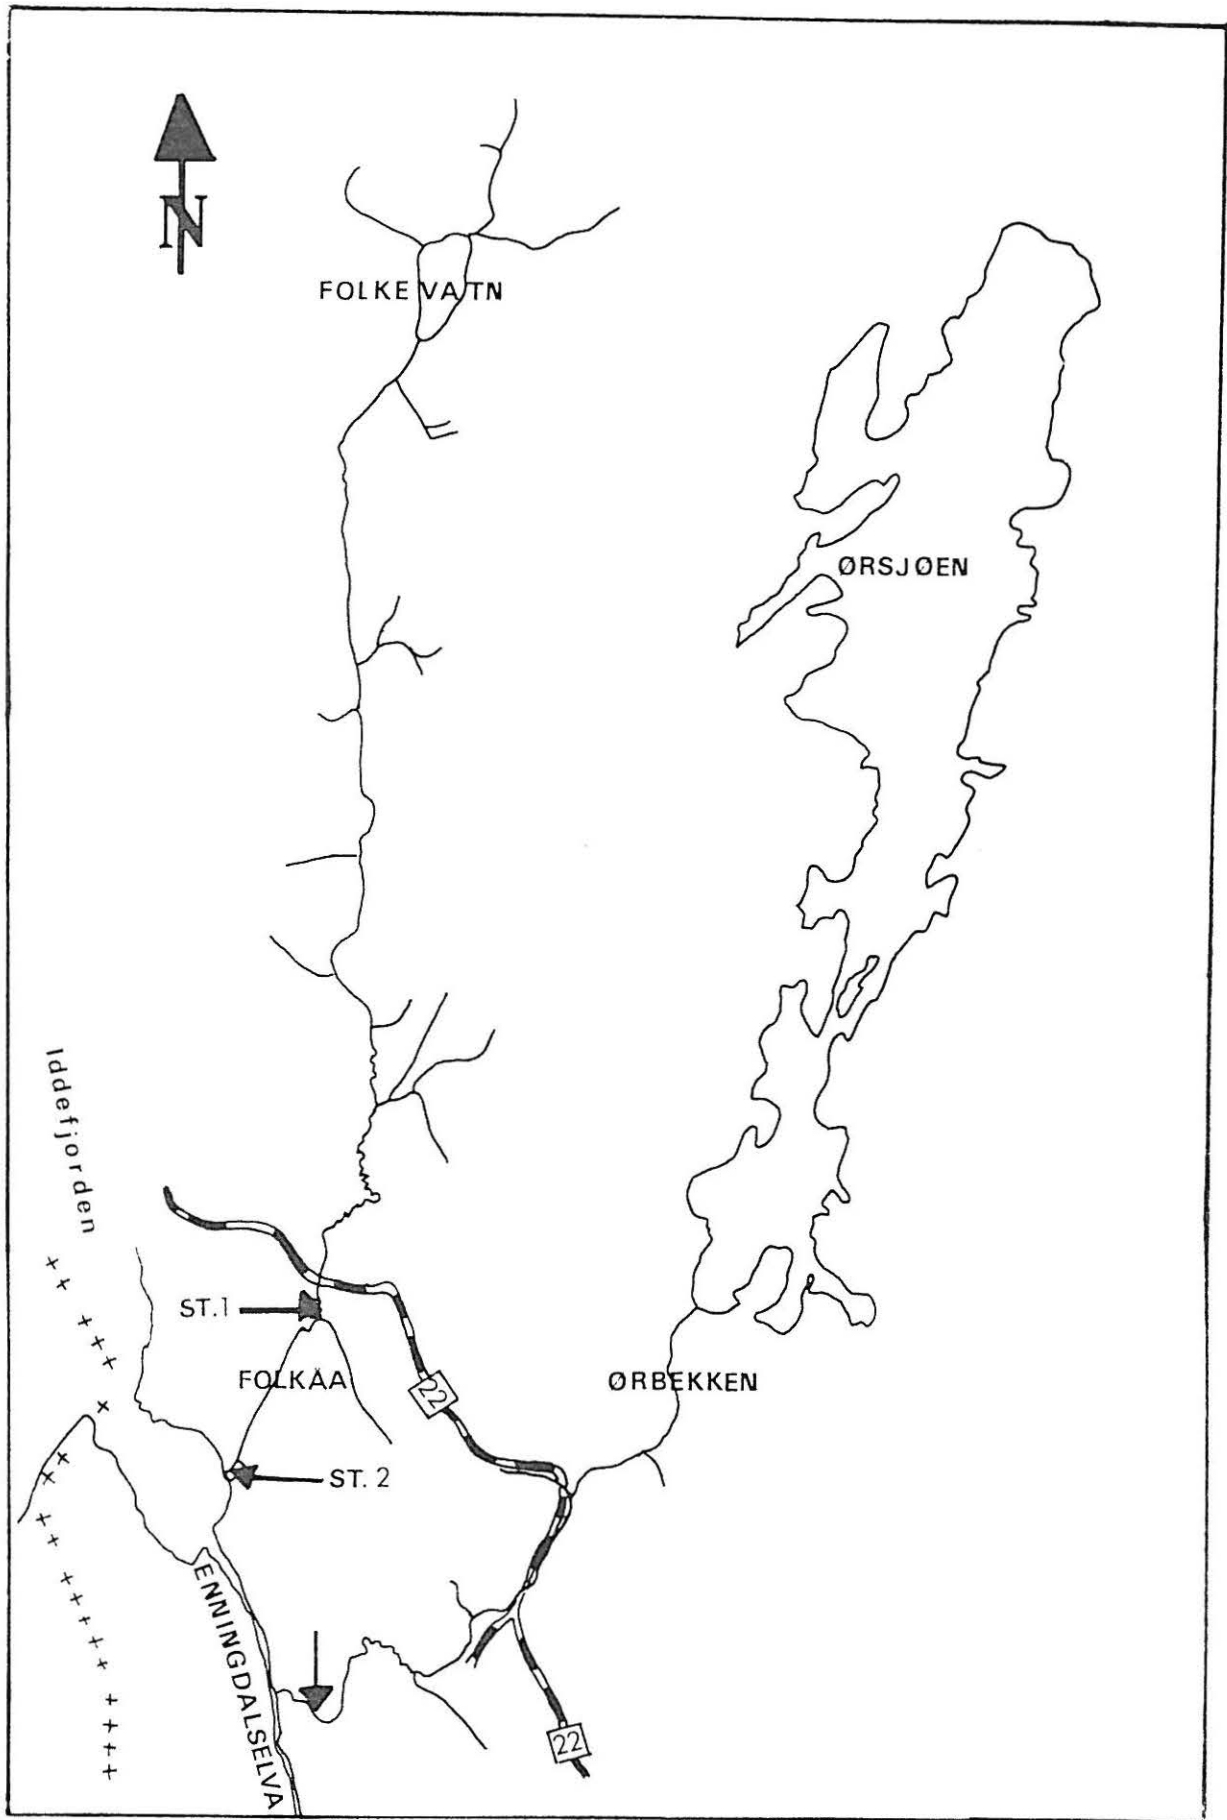 N
FOLKEVATN
ØRSJØEN
Iddefjorden
ST.1
FOLKÅA
22
ØRBEKKEN
ST. 2
ENNINGDALSELVA
22